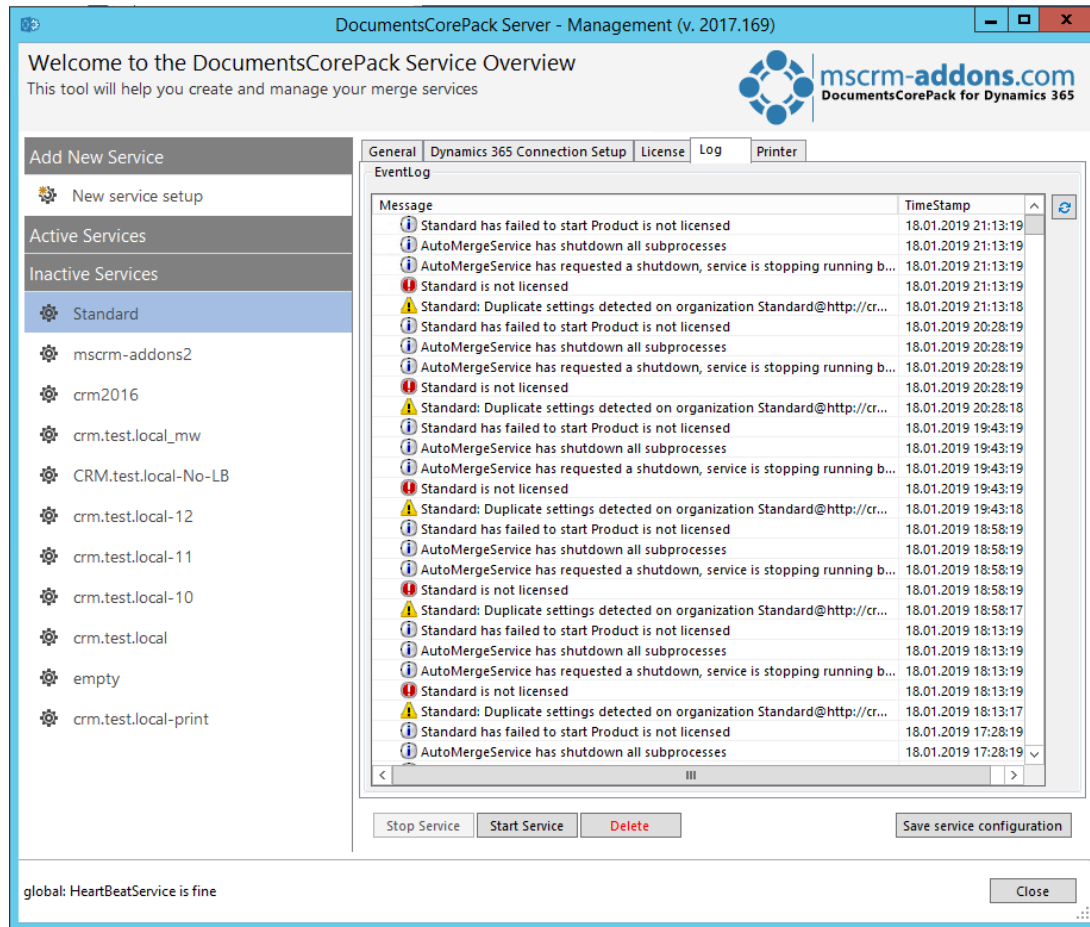 DocumentsCorePack Server - Management (v. 2017.169)
Welcome to the DocumentsCorePack Service Overview
This tool will help you create and manage your merge services
mscrm-addons.com
DocumentsCorePack for Dynamics 365
Add New Service
New service setup
Active Services
Inactive Services
Standard
mscrm-addons2
crm2016
crm.test.local_mw
CRM.test.local-No-LB
crm.test.local-12
crm.test.local-11
crm.test.local-10
crm.test.local
empty
crm.test.local-print
General Dynamics 365 Connection Setup License Log Printer
EventLog
Message TimeStamp
Standard has failed to start Product is not licensed 18.01.2019 21:13:19
AutoMergeService has shutdown all subprocesses 18.01.2019 21:13:19
AutoMergeService has requested a shutdown, service is stopping running b... 18.01.2019 21:13:19
Standard is not licensed 18.01.2019 21:13:19
Standard: Duplicate settings detected on organization Standard@http://cr... 18.01.2019 21:13:18
Standard has failed to start Product is not licensed 18.01.2019 20:28:19
AutoMergeService has shutdown all subprocesses 18.01.2019 20:28:19
AutoMergeService has requested a shutdown, service is stopping running b... 18.01.2019 20:28:19
Standard is not licensed 18.01.2019 20:28:19
Standard: Duplicate settings detected on organization Standard@http://cr... 18.01.2019 20:28:18
Standard has failed to start Product is not licensed 18.01.2019 19:43:19
AutoMergeService has shutdown all subprocesses 18.01.2019 19:43:19
AutoMergeService has requested a shutdown, service is stopping running b... 18.01.2019 19:43:19
Standard is not licensed 18.01.2019 19:43:19
Standard: Duplicate settings detected on organization Standard@http://cr... 18.01.2019 19:43:18
Standard has failed to start Product is not licensed 18.01.2019 18:58:19
AutoMergeService has shutdown all subprocesses 18.01.2019 18:58:19
AutoMergeService has requested a shutdown, service is stopping running b... 18.01.2019 18:58:19
Standard is not licensed 18.01.2019 18:58:19
Standard: Duplicate settings detected on organization Standard@http://cr... 18.01.2019 18:58:17
Standard has failed to start Product is not licensed 18.01.2019 18:13:19
AutoMergeService has shutdown all subprocesses 18.01.2019 18:13:19
AutoMergeService has requested a shutdown, service is stopping running b... 18.01.2019 18:13:19
Standard is not licensed 18.01.2019 18:13:19
Standard: Duplicate settings detected on organization Standard@http://cr... 18.01.2019 18:13:17
Standard has failed to start Product is not licensed 18.01.2019 17:28:19
AutoMergeService has shutdown all subprocesses 18.01.2019 17:28:19
Stop Service Start Service Delete Save service configuration
global: HeartBeatService is fine
Close